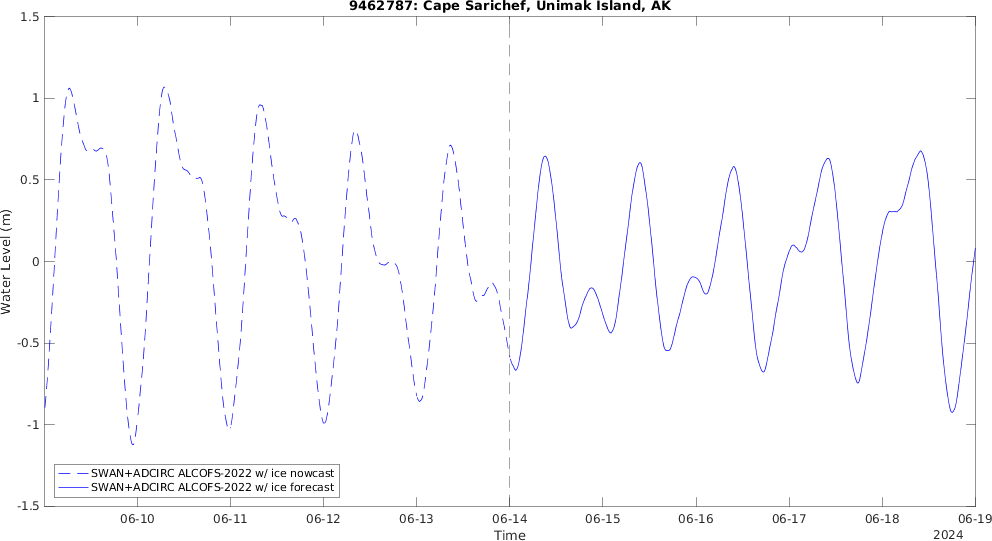 9462787: Cape Sarichef, Unimak Island, AK
1.5
1
0.5
0
-0.5
-1
-1.5
Water Level (m)
SWAN+ADCIRC ALCOFS-2022 w/ ice nowcast
SWAN+ADCIRC ALCOFS-2022 w/ ice forecast
06-10 06-11 06-12 06-13 06-14 06-15 06-16 06-17 06-18 06-19
Time
2024